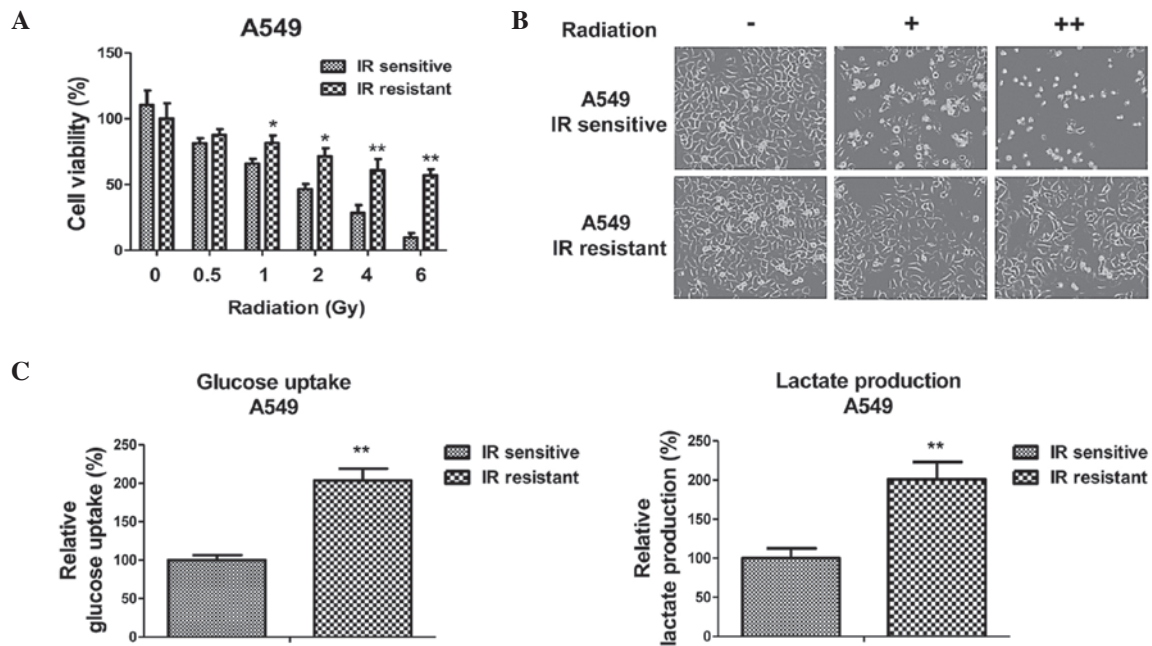 A
A549
Cell viability (%)
150
100
50
0
IR sensitive
IR resistant
*
*
**
**
0 0.5 1 2 4 6
Radiation (Gy)
B
Radiation - + ++
A549
IR sensitive
A549
IR resistant
C
Glucose uptake
A549
Relative
glucose uptake (%)
250
200
150
100
50
0
**
IR sensitive
IR resistant
Lactate production
A549
Relative
lactate production (%)
250
200
150
100
50
0
**
IR sensitive
IR resistant